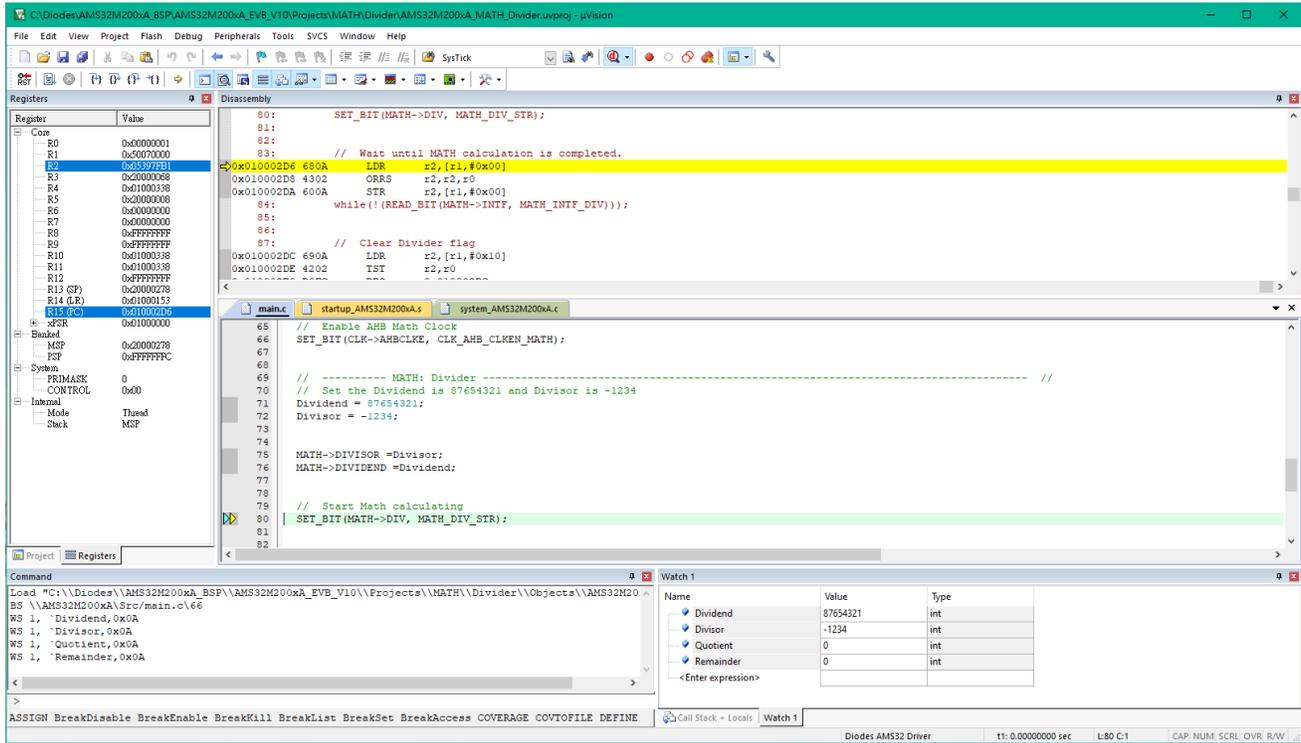 C:\Diodes\AMS32M200xA_BSP\AMS32M200xA_EVB_V10\Projects\MATH\Divider\AMS32M200xA_MATH_Divider.uvproj - µVision
File Edit View Project Flash Debug Peripherals Tools SVCS Window Help
SysTick
RST
Registers
Register Value
Core
R0 0x00000001
R1 0x50070000
R2 0x05397FB1
R3 0x20000068
R4 0x01000338
R5 0x20000008
R6 0x00000000
R7 0x00000000
R8 0xFFFFFFFF
R9 0xFFFFFFFF
R10 0x01000338
R11 0x01000338
R12 0xFFFFFFFF
R13 (SP) 0x20000278
R14 (LR) 0x01000153
R15 (PC) 0x010002D6
xPSR 0x01000000
Banked
MSP 0x20000278
PSP 0xFFFFFFFC
System
PRIMASK 0
CONTROL 0x00
Internal
Mode Thread
Stack MSP
Project Registers
Disassembly
80: SET_BIT(MATH->DIV, MATH_DIV_STR);
81:
82:
83: // Wait until MATH calculation is completed.
0x010002D6 680A LDR r2,[r1,#0x00]
0x010002D8 4302 ORRS r2,r2,r0
0x010002DA 600A STR r2,[r1,#0x00]
84: while(!(READ_BIT(MATH->INTF, MATH_INTF_DIV)));
85:
86:
87: // Clear Divider flag
0x010002DC 690A LDR r2,[r1,#0x10]
0x010002DE 4202 TST r2,r0
main.c startup_AMS32M200xA.s system_AMS32M200xA.c
65 // Enable AHB Math Clock
66 SET_BIT(CLK->AHBCLKE, CLK_AHB_CLKEN_MATH);
67
68
69 // ---------- MATH: Divider ------------------------------------------------------------------------------------ //
70 // Set the Dividend is 87654321 and Divisor is -1234
71 Dividend = 87654321;
72 Divisor = -1234;
73
74
75 MATH->DIVISOR =Divisor;
76 MATH->DIVIDEND =Dividend;
77
78
79 // Start Math calculating
80 SET_BIT(MATH->DIV, MATH_DIV_STR);
81
82
Command
Load "C:\\Diodes\\AMS32M200xA_BSP\\AMS32M200xA_EVB_V10\\Projects\\MATH\\Divider\\Objects\\AMS32M20
BS \\AMS32M200xA\Src/main.c\66
WS 1, `Dividend,0x0A
WS 1, `Divisor,0x0A
WS 1, `Quotient,0x0A
WS 1, `Remainder,0x0A
>
ASSIGN BreakDisable BreakEnable BreakKill BreakList BreakSet BreakAccess COVERAGE COVTOFILE DEFINE
Watch 1
Name Value Type
Dividend 87654321 int
Divisor -1234 int
Quotient 0 int
Remainder 0 int
<Enter expression>
Call Stack + Locals Watch 1
Diodes AMS32 Driver t1: 0.00000000 sec L:80 C:1 CAP NUM SCRL OVR R/W